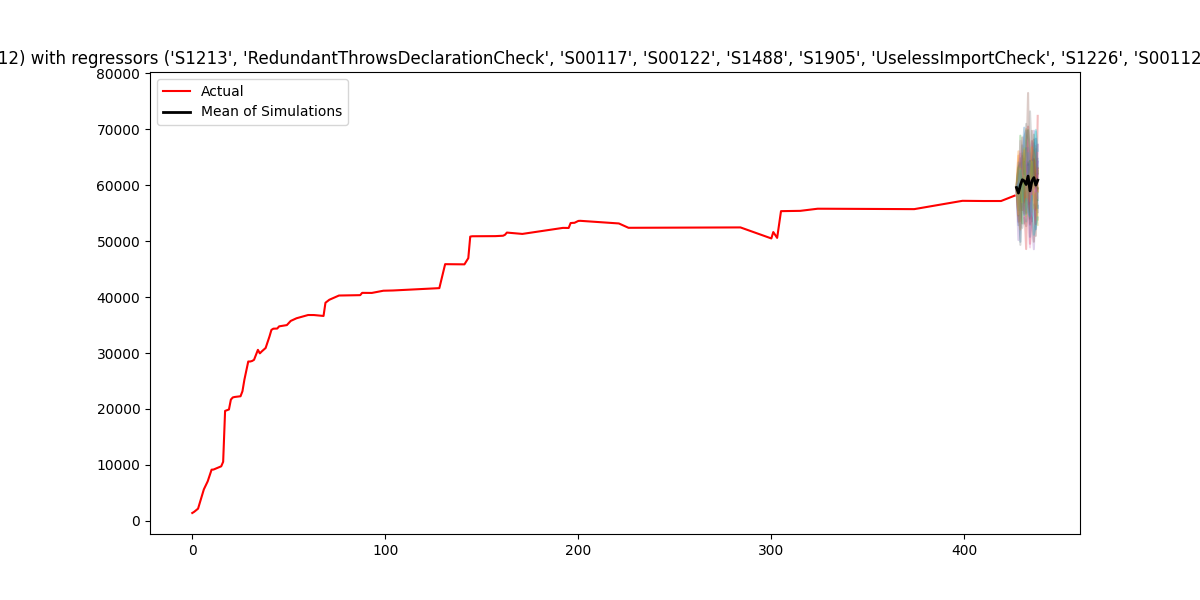 12) with regressors ('S1213', 'RedundantThrowsDeclarationCheck', 'S00117', 'S00122', 'S1488', 'S1905', 'UselessImportCheck', 'S1226', 'S00112
80000
70000
60000
50000
40000
30000
20000
10000
0
Actual
Mean of Simulations
0 100 200 300 400